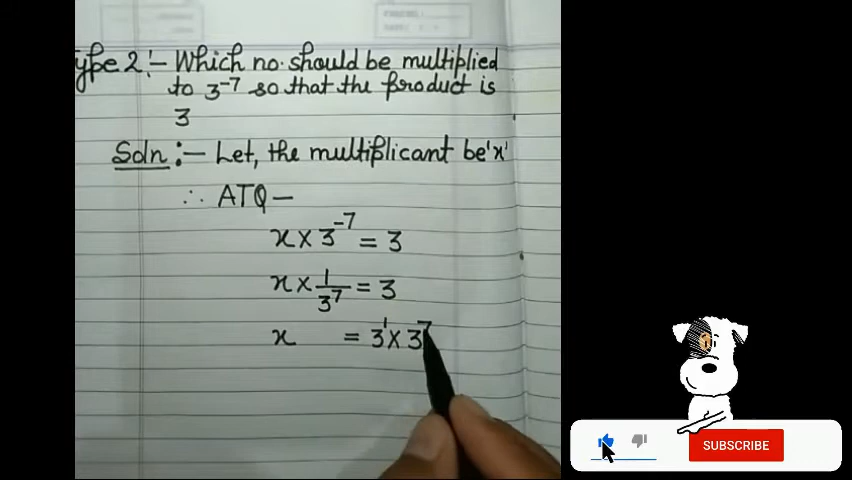 ype 2:- Which no. should be multiplied
to 3⁻⁷ so that the product is
3
Soln :- Let, the multiplicant be 'x'
∴ ATQ —
x × 3⁻⁷ = 3
x × 1/3⁷ = 3
x = 3¹ × 3⁷
SUBSCRIBE